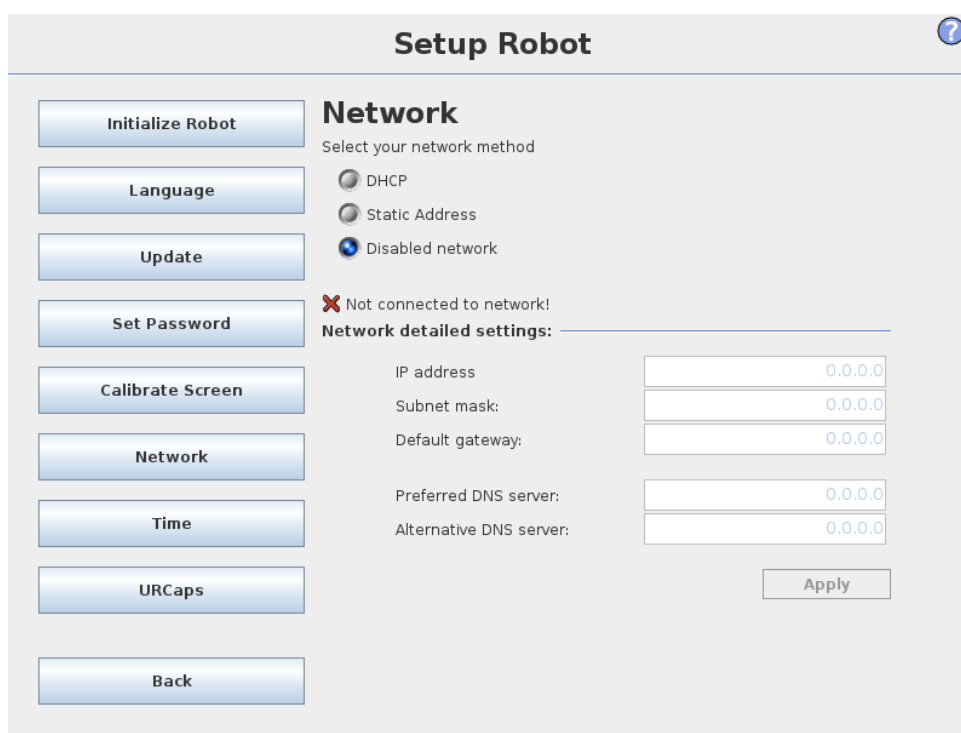 Setup Robot
?
Initialize Robot
Language
Update
Set Password
Calibrate Screen
Network
Time
URCaps
Back
Network
Select your network method
DHCP
Static Address
Disabled network
Not connected to network!
Network detailed settings:
IP address 0.0.0.0
Subnet mask: 0.0.0.0
Default gateway: 0.0.0.0
Preferred DNS server: 0.0.0.0
Alternative DNS server: 0.0.0.0
Apply